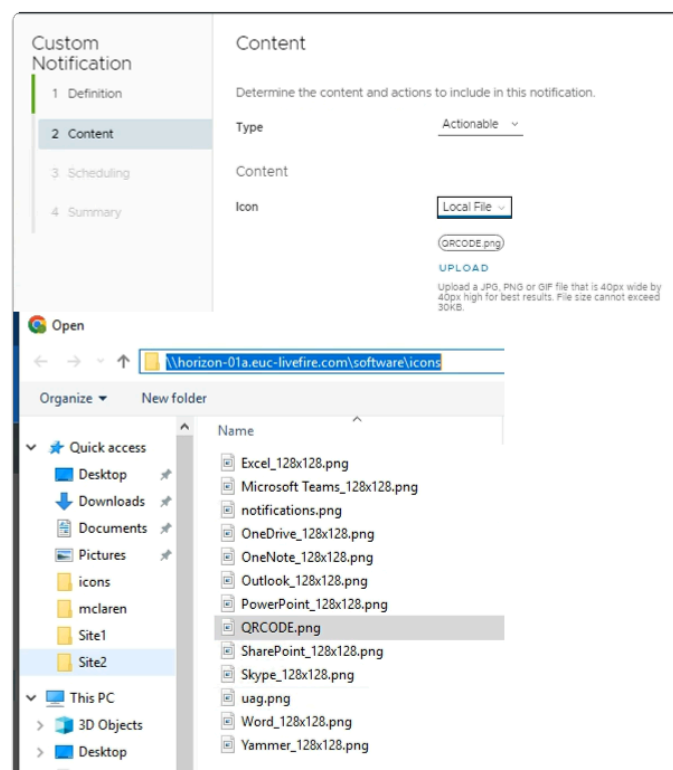 Custom
Notification
1 Definition
2 Content
3 Scheduling
4 Summary
Content
Determine the content and actions to include in this notification.
Type
Actionable
Content
Icon
Local File
QRCODE.png
UPLOAD
Upload a JPG, PNG or GIF file that is 40px wide by
40px high for best results. File size cannot exceed
30KB.
Open
\\horizon-01a.euc-livefire.com\software\icons
Organize
New folder
Quick access
Desktop
Downloads
Documents
Pictures
icons
mclaren
Site1
Site2
This PC
3D Objects
Desktop
Name
Excel_128x128.png
Microsoft Teams_128x128.png
notifications.png
OneDrive_128x128.png
OneNote_128x128.png
Outlook_128x128.png
PowerPoint_128x128.png
QRCODE.png
SharePoint_128x128.png
Skype_128x128.png
uag.png
Word_128x128.png
Yammer_128x128.png